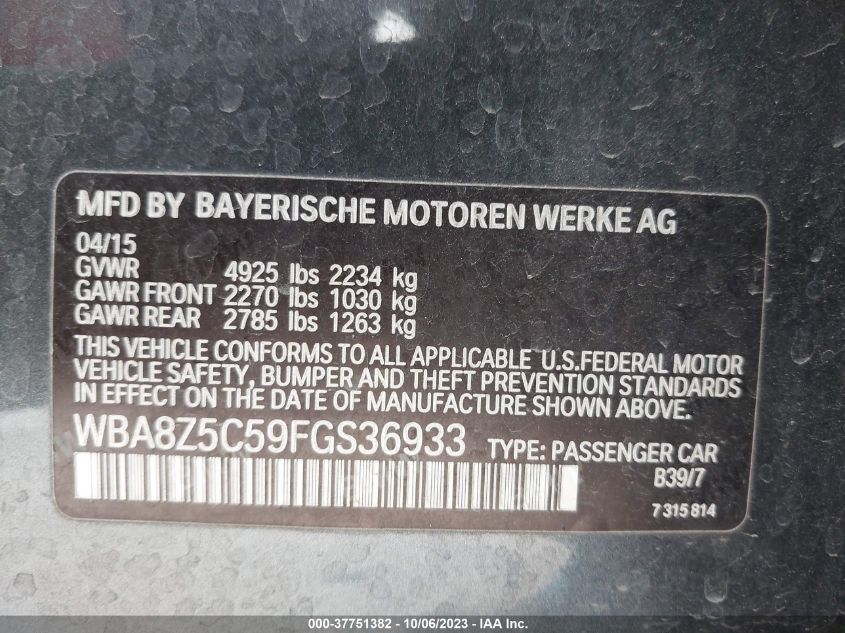 MFD BY BAYERISCHE MOTOREN WERKE AG
04/15
GVWR 4925 lbs 2234 kg
GAWR FRONT 2270 lbs 1030 kg
GAWR REAR 2785 lbs 1263 kg
THIS VEHICLE CONFORMS TO ALL APPLICABLE U.S.FEDERAL MOTOR
VEHICLE SAFETY, BUMPER AND THEFT PREVENTION STANDARDS
IN EFFECT ON THE DATE OF MANUFACTURE SHOWN ABOVE.
WBA8Z5C59FGS36933 TYPE: PASSENGER CAR
B39/7
7 315 814
000-37751382 - 10/06/2023 - IAA Inc.